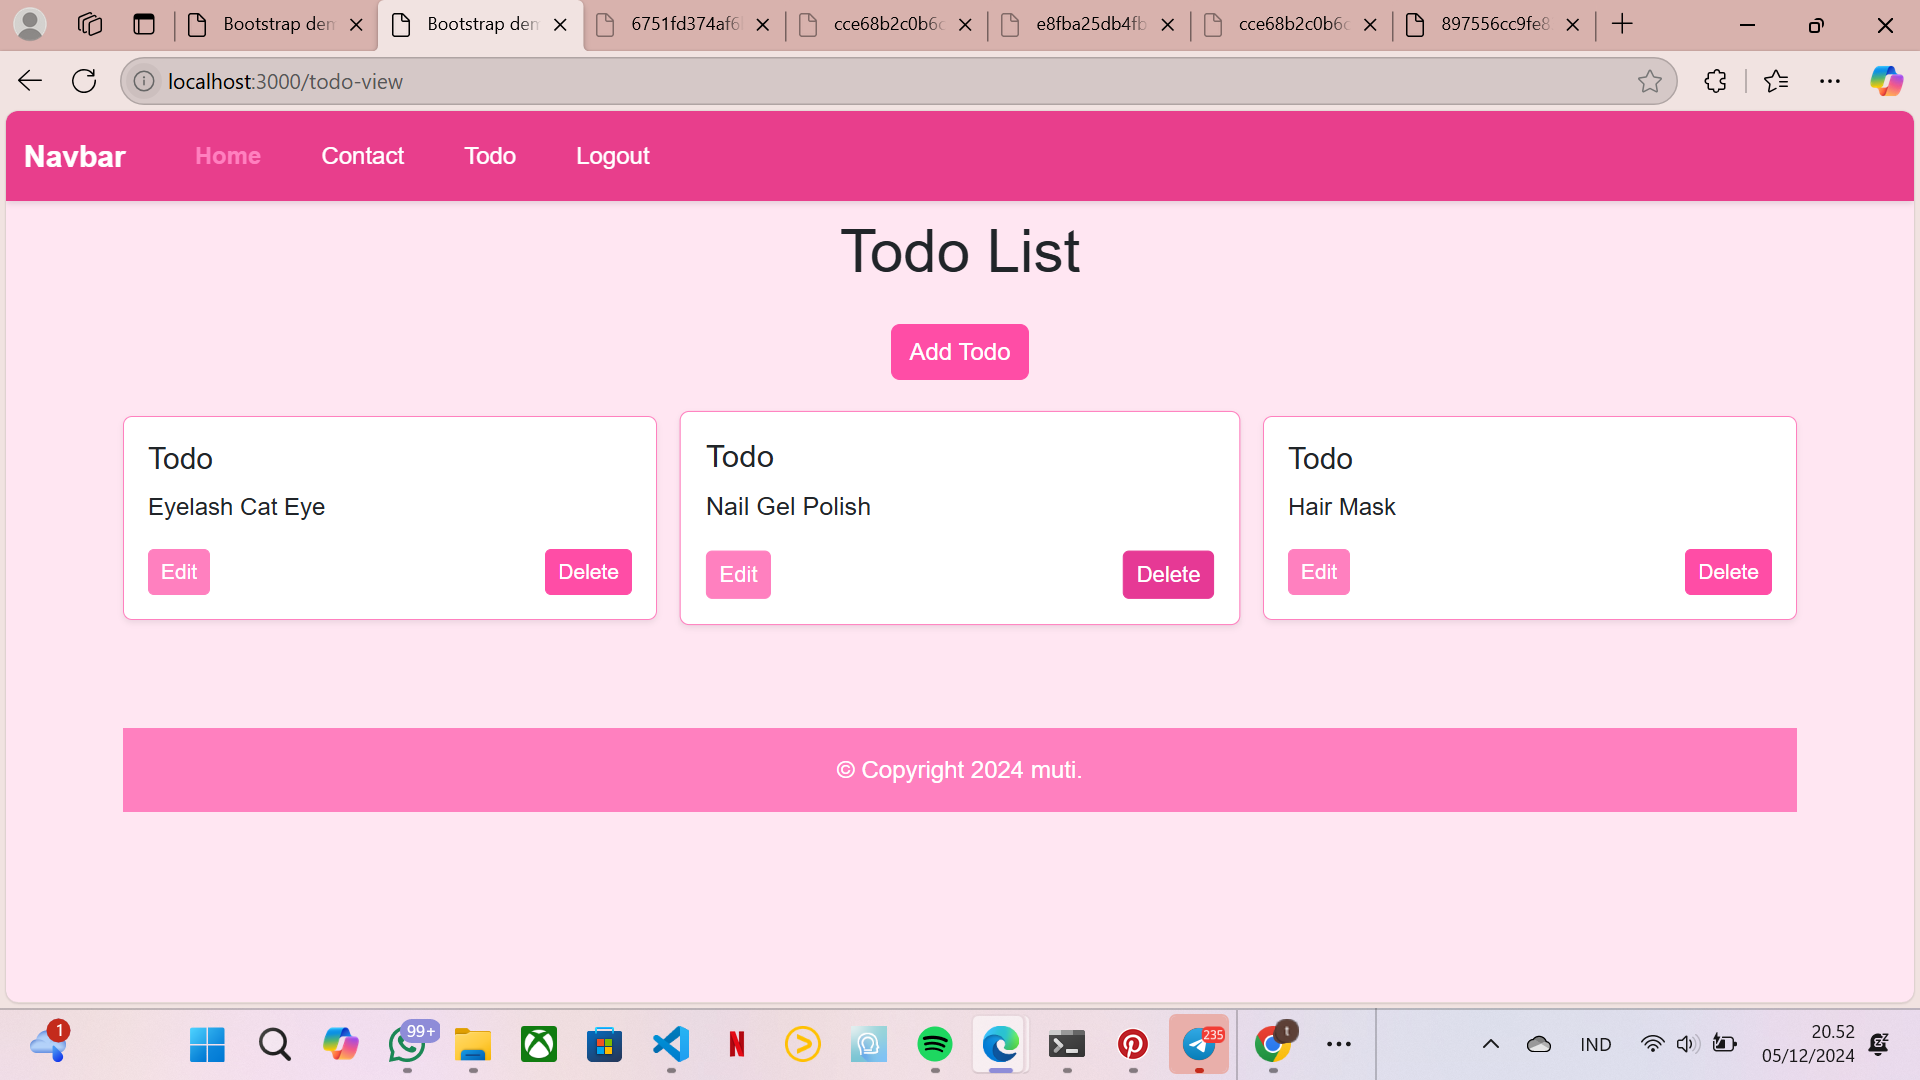 Bootstrap den
Bootstrap den
6751fd374af6
cce68b2c0b6c
e8fba25db4fb
cce68b2c0b6c
897556cc9fe8
localhost:3000/todo-view
Navbar Home Contact Todo Logout
Todo List
Add Todo
Todo
Eyelash Cat Eye
Edit Delete
Todo
Nail Gel Polish
Edit Delete
Todo
Hair Mask
Edit Delete
© Copyright 2024 muti.
1
99+
N
235
t
IND
20.52
05/12/2024